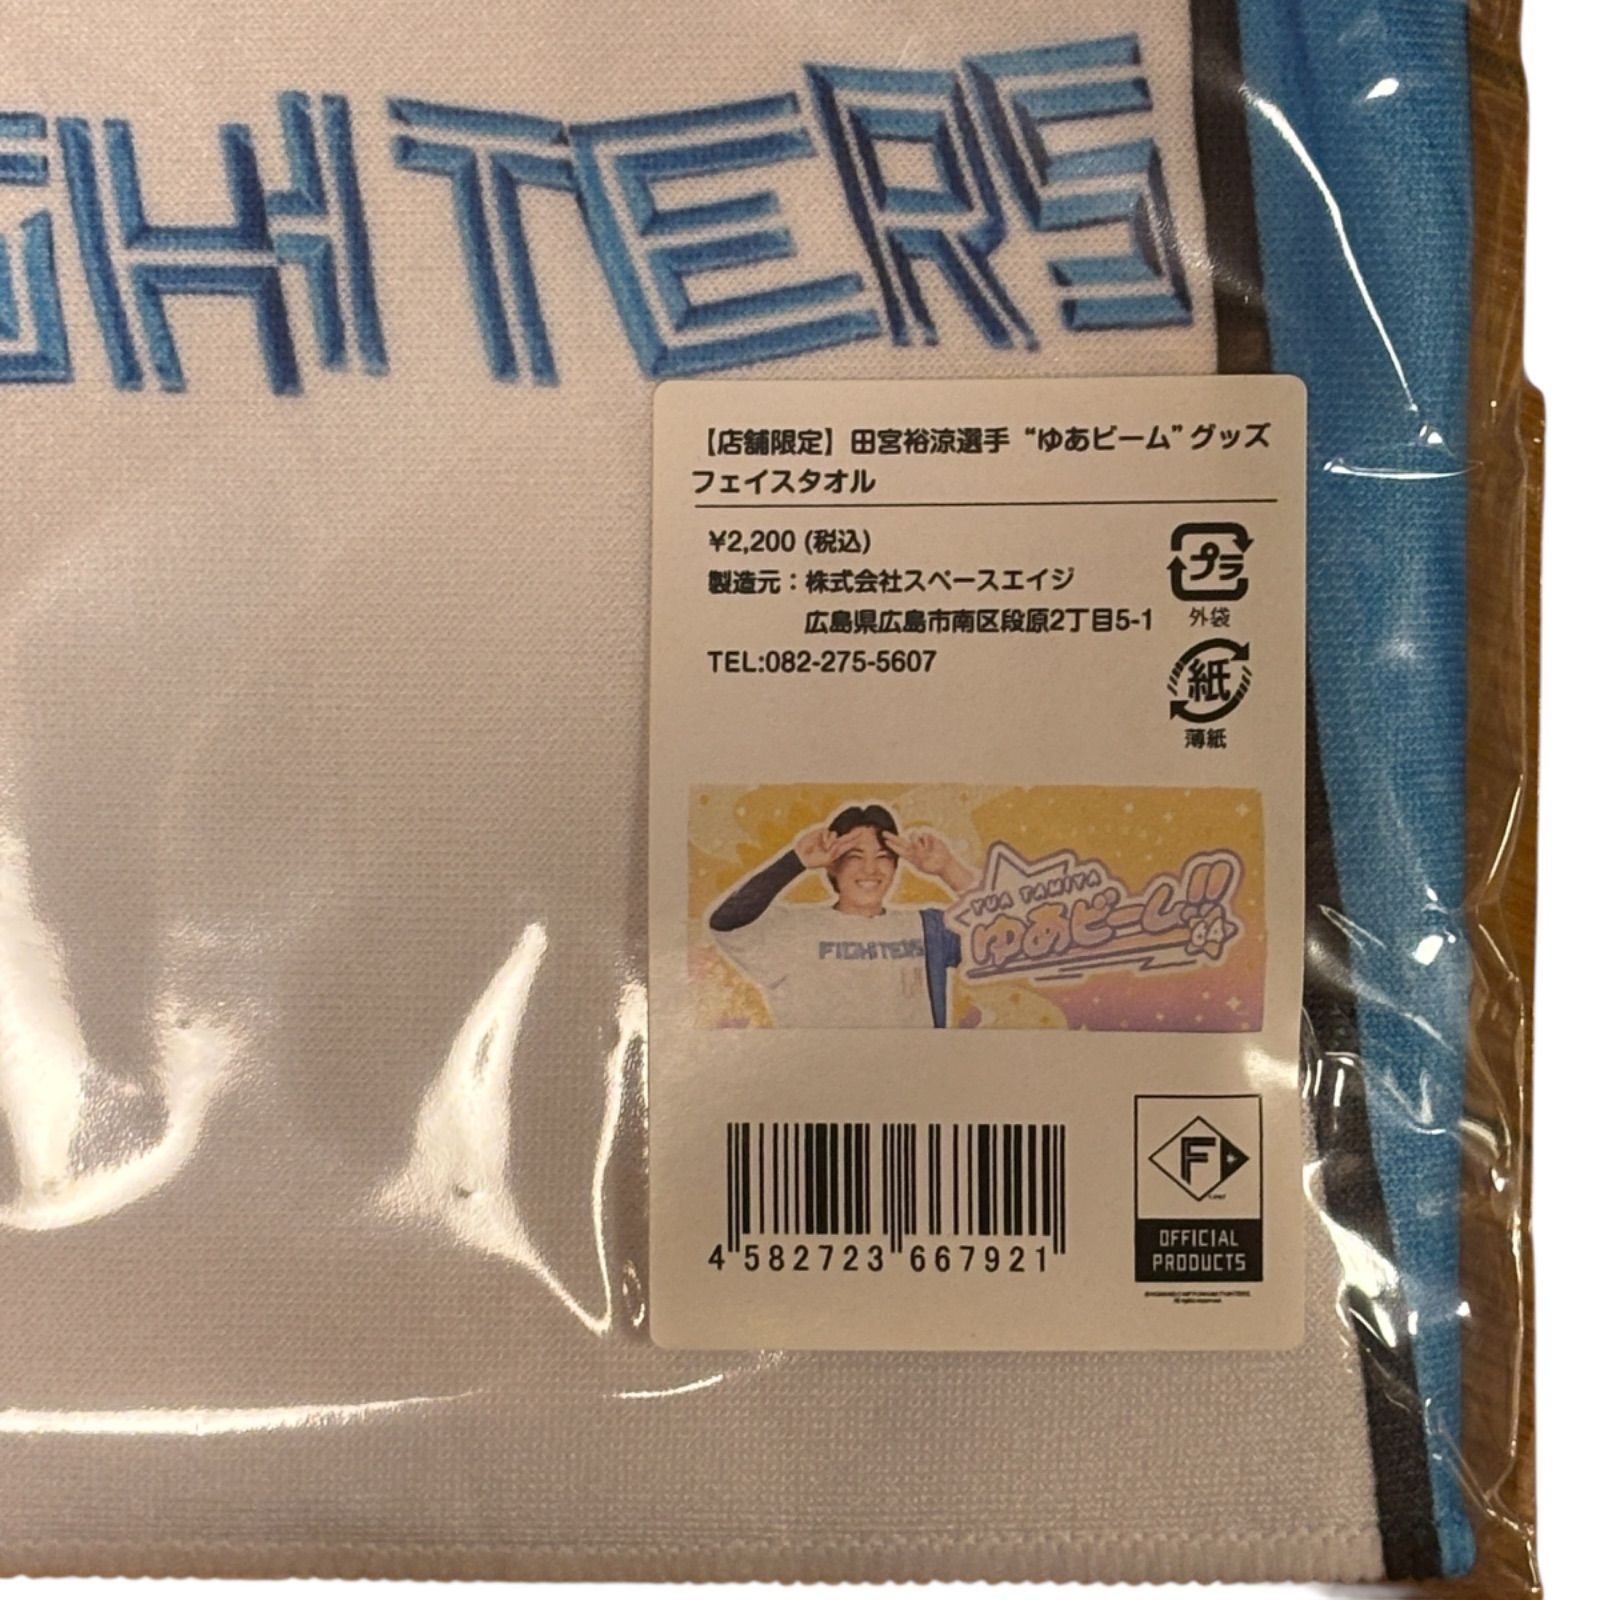 GHTERS
【店舗限定】田宮裕涼選手“ゆあビーム”グッズ
フェイスタオル
¥2,200 (税込)
製造元：株式会社スペースエイジ
広島県広島市南区段原2丁目5-1
TEL:082-275-5607
プラ
外袋
紙
薄紙
FIGHTERS
YUA TAMIYA
ゆあビーム!!
64
4 582723 667921
F
OFFICIAL
PRODUCTS